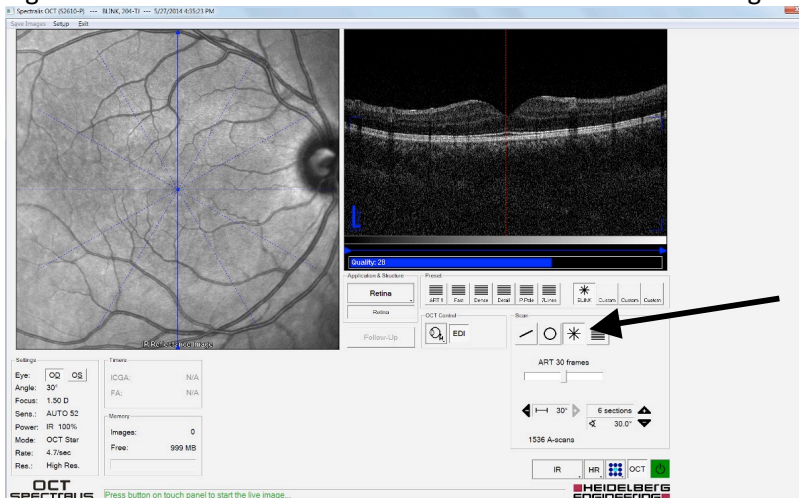 Spectralis OCT (S2610-P) --- BLINK, 204-TJ --- 5/27/2014 4:35:23 PM
Save Images Setup Exit
IR Reflectance Image
Quality: 28
Application & Structure
Retina
Retina
Follow-Up
Preset
ART 1 Fast Dense Detail P.Pole 7Lines BLINK Custom Custom Custom
OCT Control
EDI
Scan
ART 30 frames
30° 6 sections
30.0°
1536 A-scans
Settings
Eye: OD OS
Angle: 30°
Focus: 1.50 D
Sens.: AUTO 52
Power: IR 100%
Mode: OCT Star
Rate: 4.7/sec
Res.: High Res.
Timers
ICGA: N/A
FA: N/A
Memory
Images: 0
Free: 999 MB
IR HR OCT
OCT
SPECTRALIS
Press button on touch panel to start the live image...
HEIDELBERG
ENGINEERING